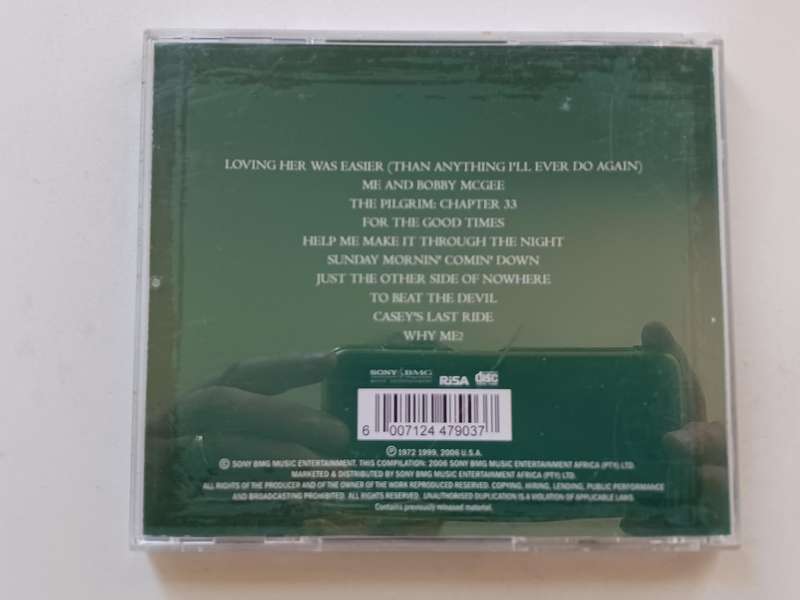 LOVING HER WAS EASIER (THAN ANYTHING I'LL EVER DO AGAIN)
ME AND BOBBY MCGEE
THE PILGRIM: CHAPTER 33
FOR THE GOOD TIMES
HELP ME MAKE IT THROUGH THE NIGHT
SUNDAY MORNIN' COMIN' DOWN
JUST THE OTHER SIDE OF NOWHERE
TO BEAT THE DEVIL
CASEY'S LAST RIDE
WHY ME?
SONY BMG RiSA disc
MUSIC ENTERTAINMENT
6 007124 479037
℗ 1972 1999, 2006 U.S.A.
© SONY BMG MUSIC ENTERTAINMENT. THIS COMPILATION: 2006 SONY BMG MUSIC ENTERTAINMENT AFRICA (PTY) LTD.
MARKETED & DISTRIBUTED BY SONY BMG MUSIC ENTERTAINMENT AFRICA (PTY) LTD.
ALL RIGHTS OF THE PRODUCER AND OF THE OWNER OF THE WORK REPRODUCED RESERVED. COPYING, HIRING, LENDING, PUBLIC PERFORMANCE
AND BROADCASTING PROHIBITED. ALL RIGHTS RESERVED. UNAUTHORISED DUPLICATION IS A VIOLATION OF APPLICABLE LAWS.
Contains previously released material.